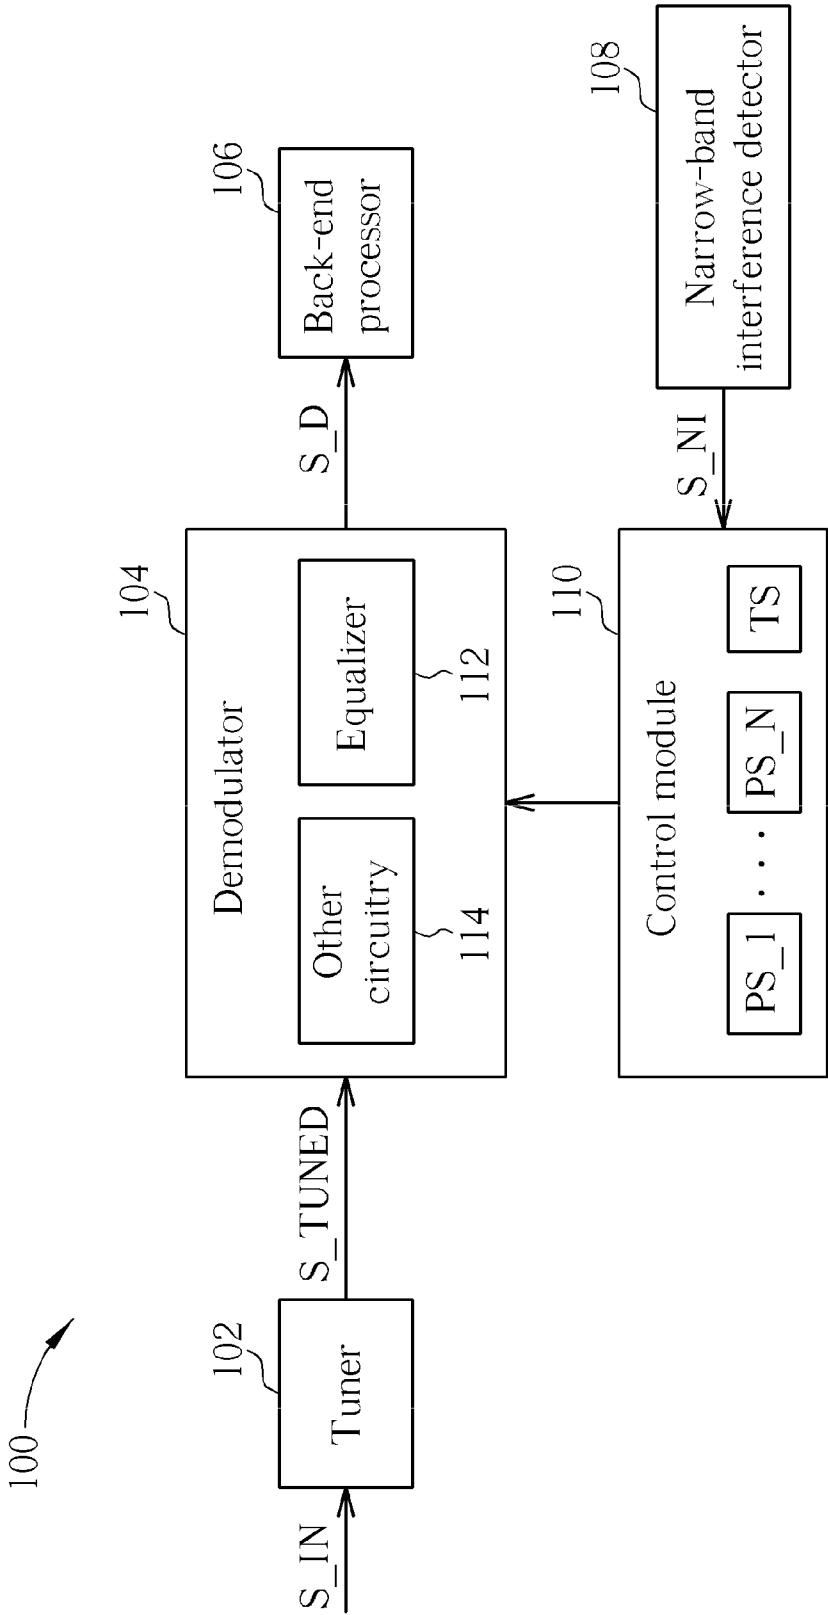 100
S_IN
102
Tuner
S_TUNED
104
Demodulator
Other
circuitry
114
Equalizer
112
S_D
106
Back-end
processor
110
Control module
PS_1
. . .
PS_N
TS
S_NI
108
Narrow-band
interference detector